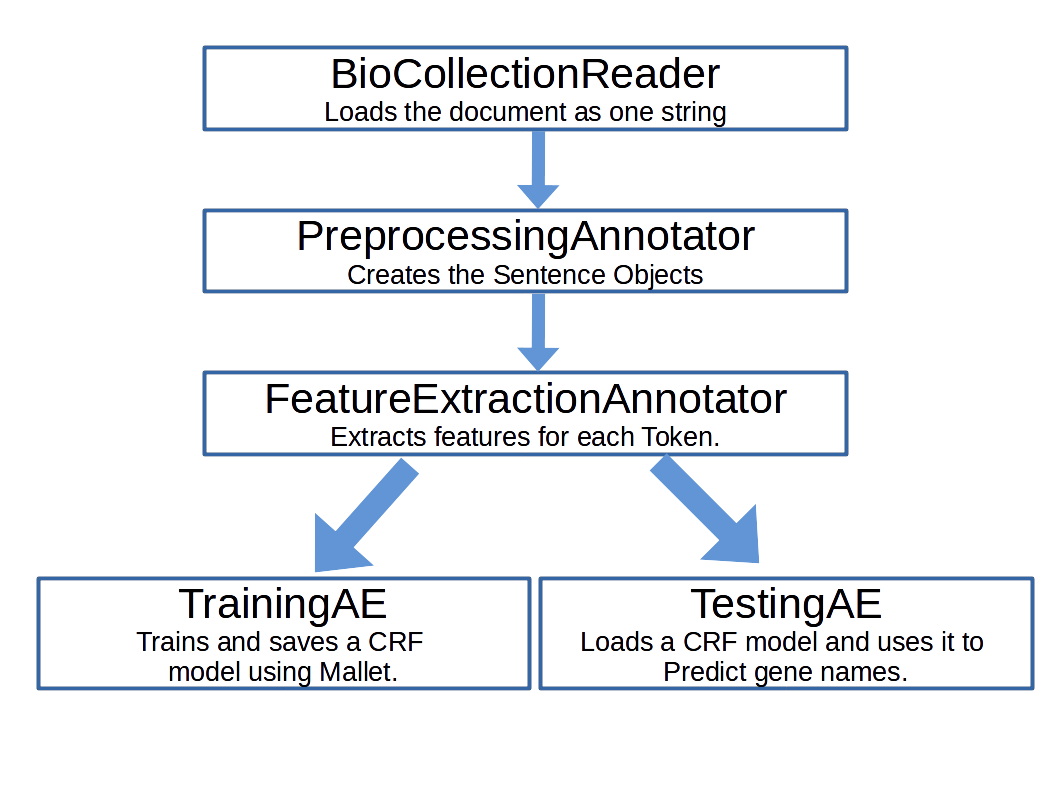 BioCollectionReader
Loads the document as one string
PreprocessingAnnotator
Creates the Sentence Objects
FeatureExtractionAnnotator
Extracts features for each Token.
TrainingAE
Trains and saves a CRF
model using Mallet.
TestingAE
Loads a CRF model and uses it to
Predict gene names.